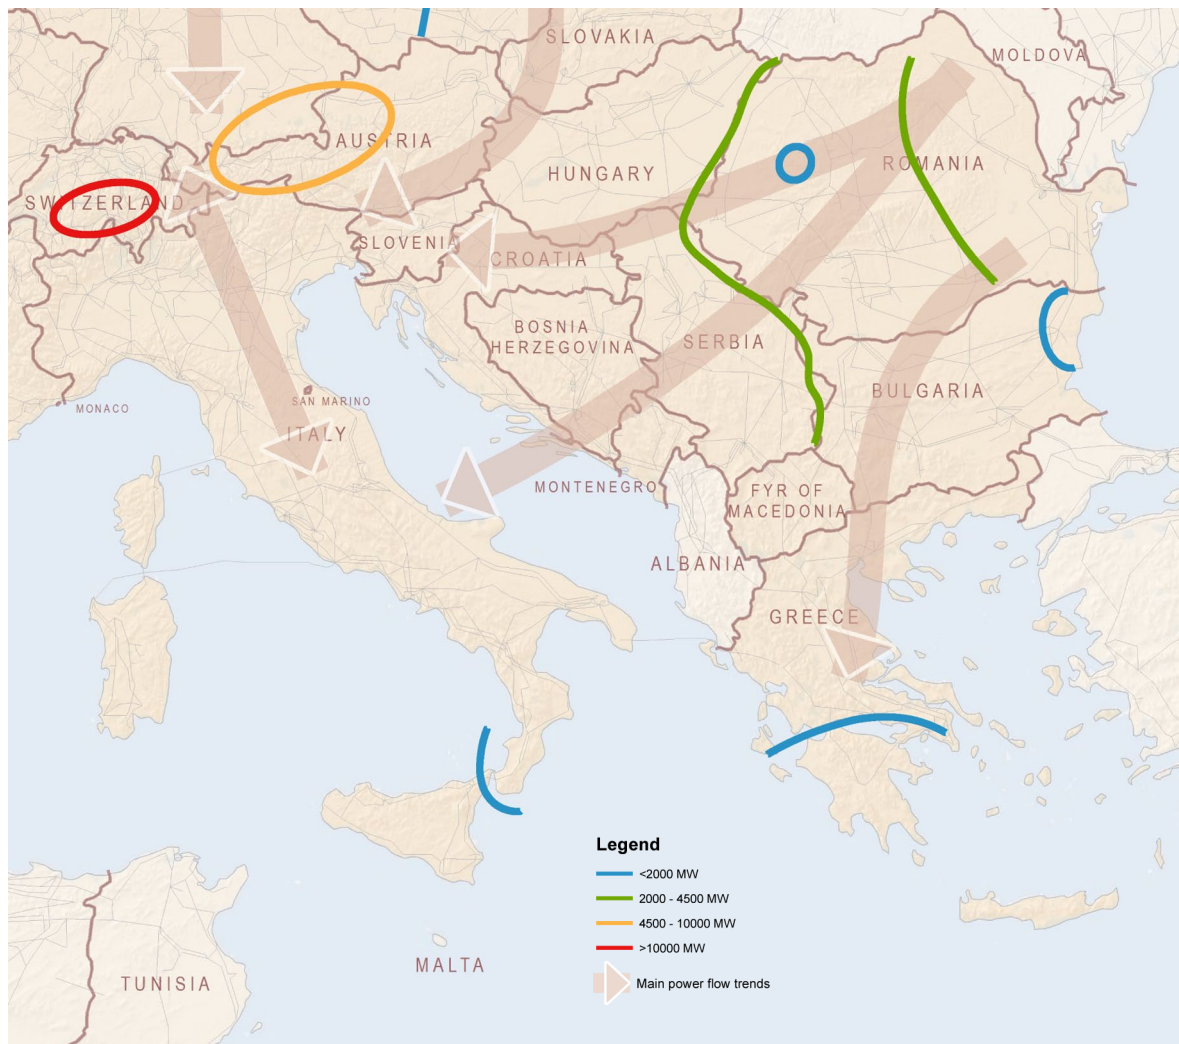 SLOVAKIA
MOLDOVA
AUSTRIA
ROMANIA
HUNGARY
SWITZERLAND
SLOVENIA
CROATIA
BOSNIA
HERZEGOVINA
SERBIA
BULGARIA
MONACO
SAN MARINO
ITALY
MONTENEGRO
FYR OF
MACEDONIA
ALBANIA
GREECE
Legend
<2000 MW
2000 - 4500 MW
4500 - 10000 MW
>10000 MW
Main power flow trends
MALTA
TUNISIA